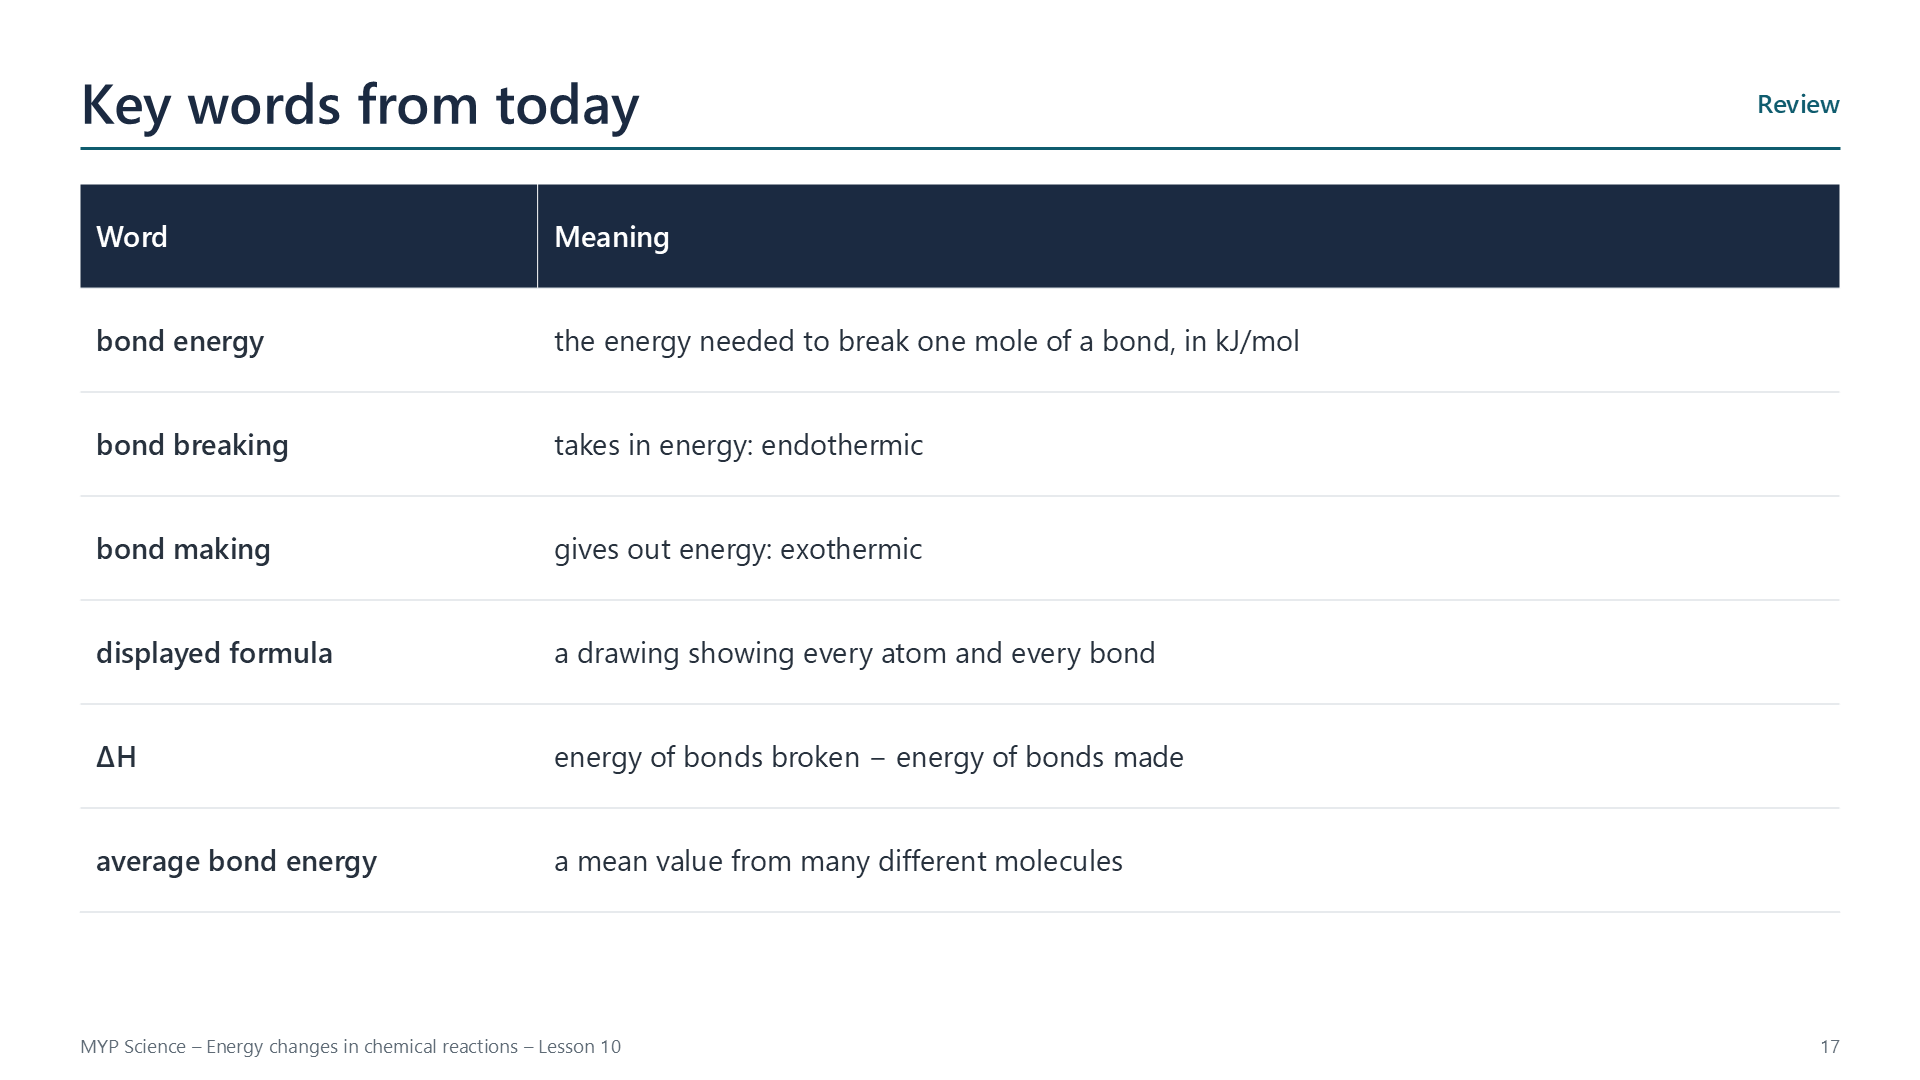 Key words from today
Review
Word
Meaning
bond energy
the energy needed to break one mole of a bond, in kJ/mol
bond breaking
takes in energy: endothermic
bond making
gives out energy: exothermic
displayed formula
a drawing showing every atom and every bond
ΔH
energy of bonds broken − energy of bonds made
average bond energy
a mean value from many different molecules
MYP Science – Energy changes in chemical reactions – Lesson 10
17